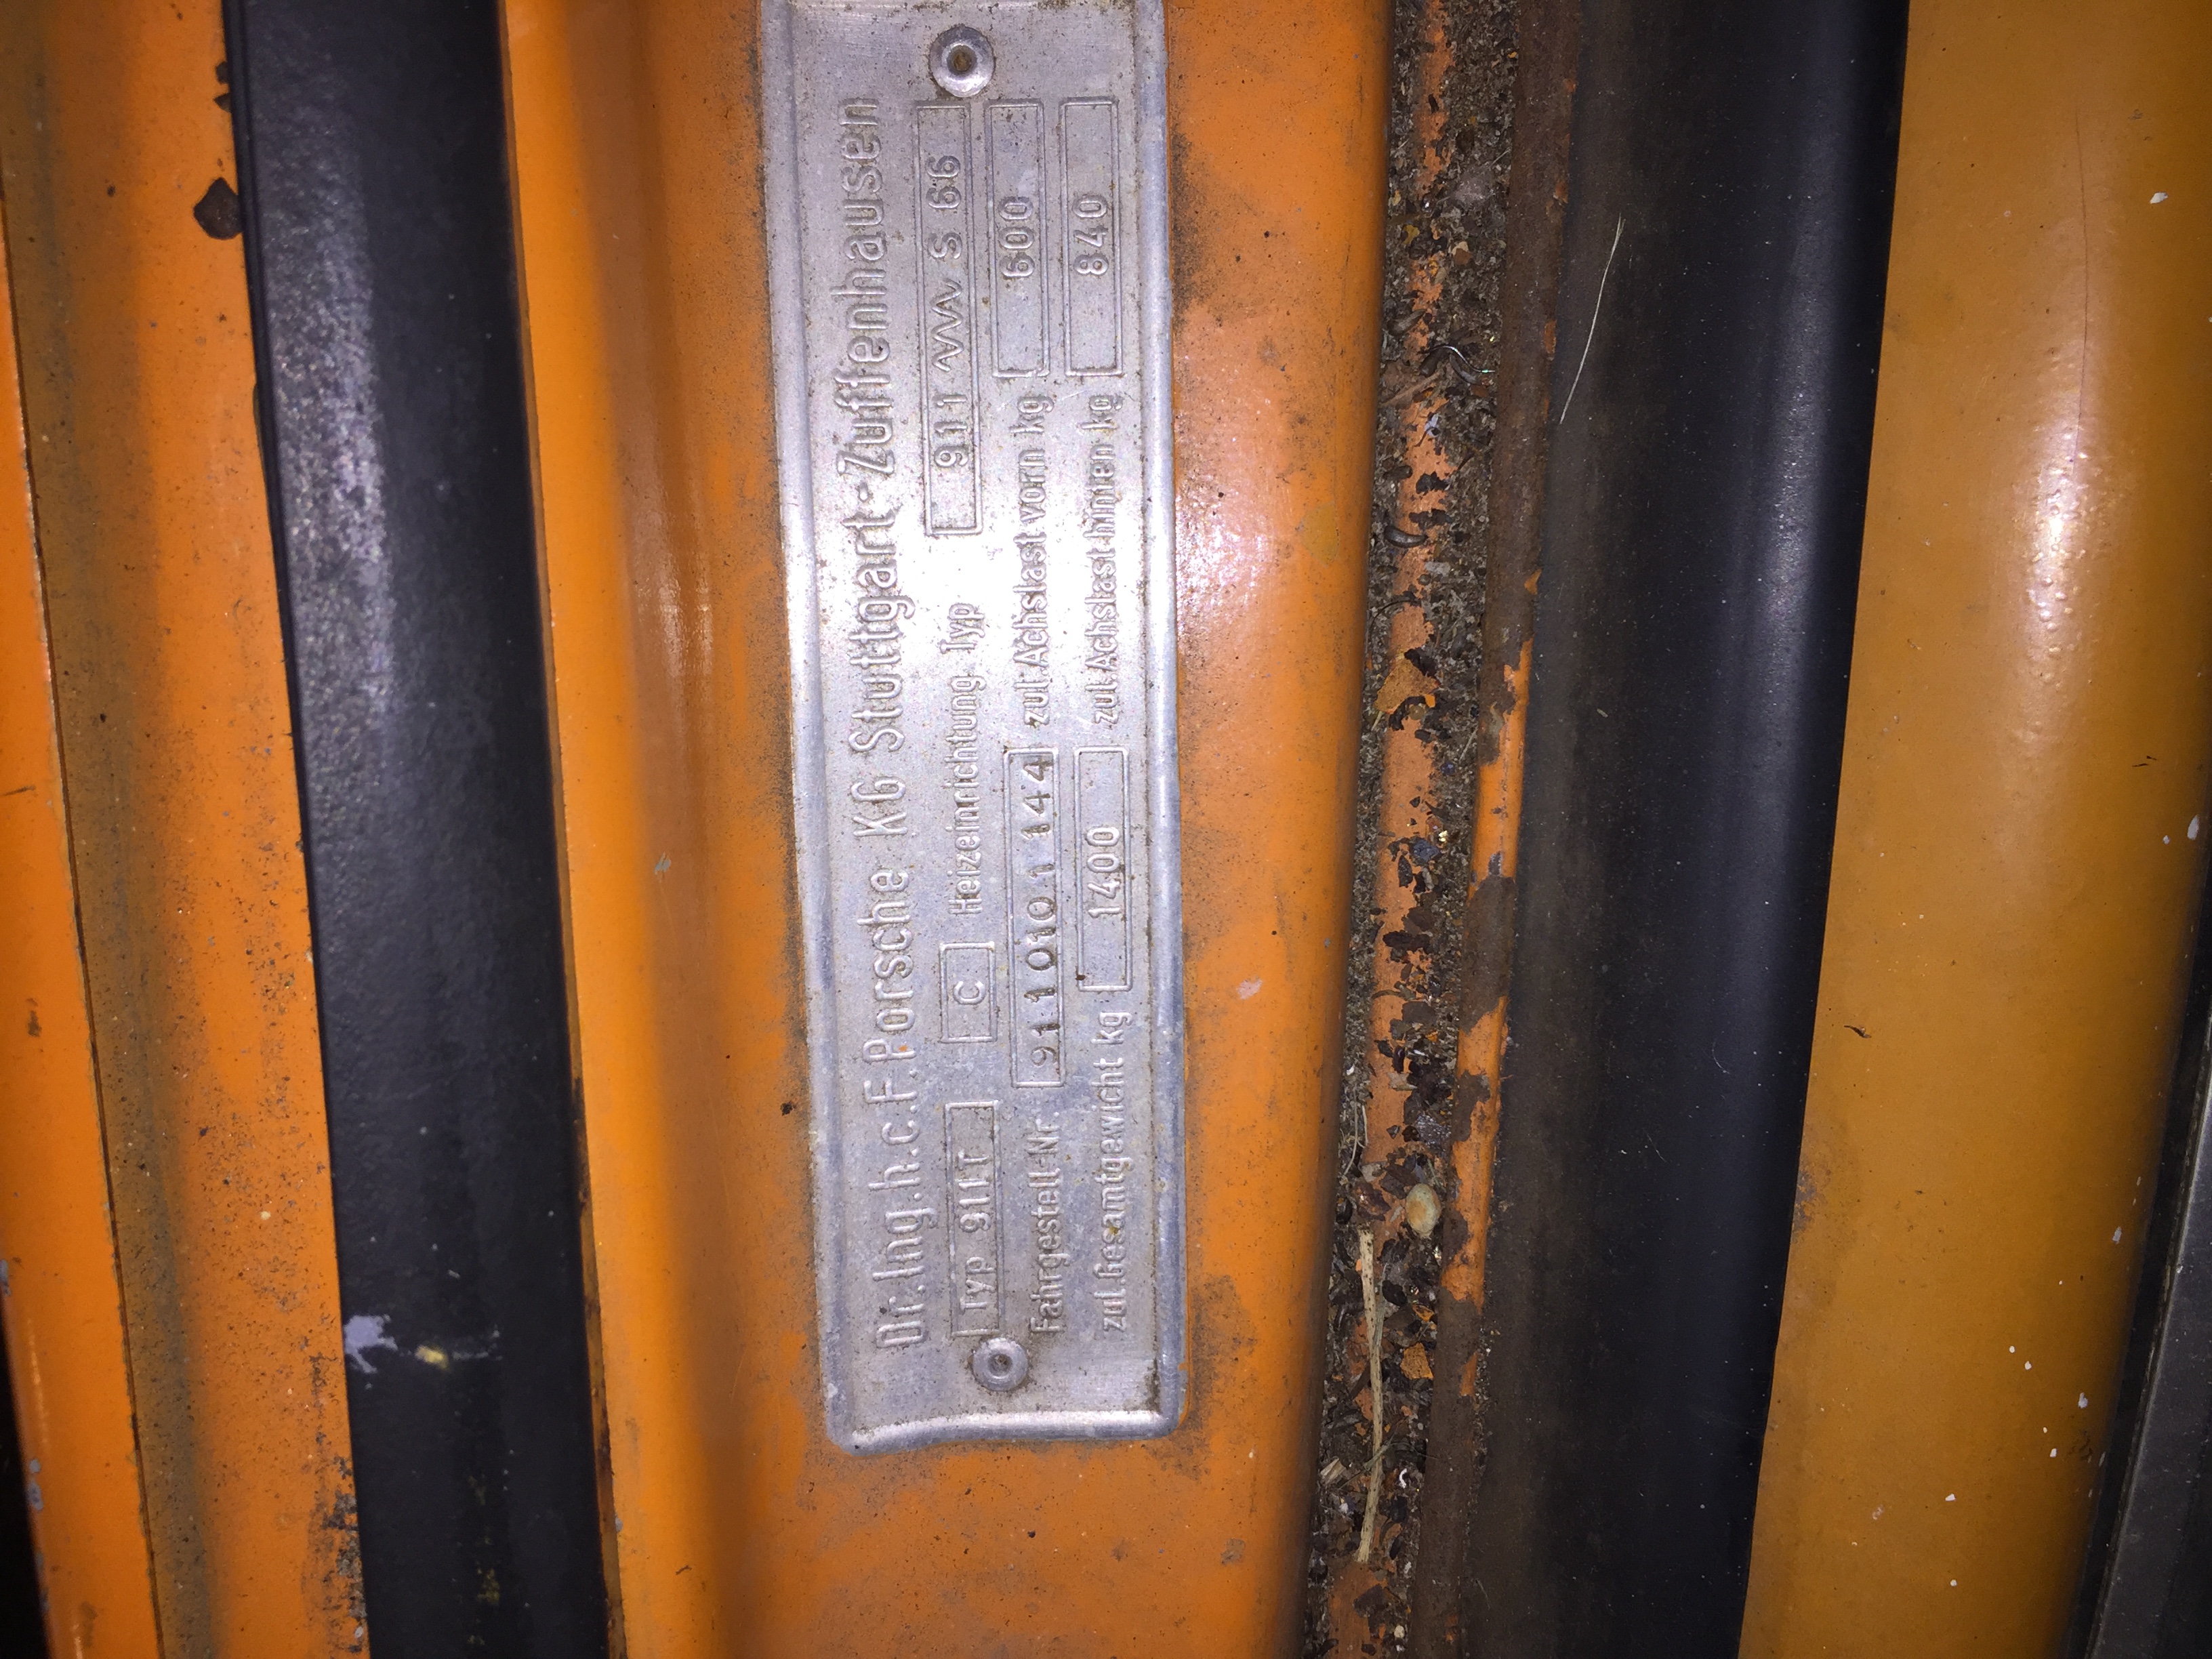 Dr.Ing.h.c.F.Porsche KG Stuttgart-Zuffenhausen
Typ 911T C Heizeinrichtung Typ 911 S 66
Fahrgestell-Nr. 9110101144 zul.Achslast vorn kg 600
zul.Gesamtgewicht kg 1400 zul.Achslast hinten kg 840